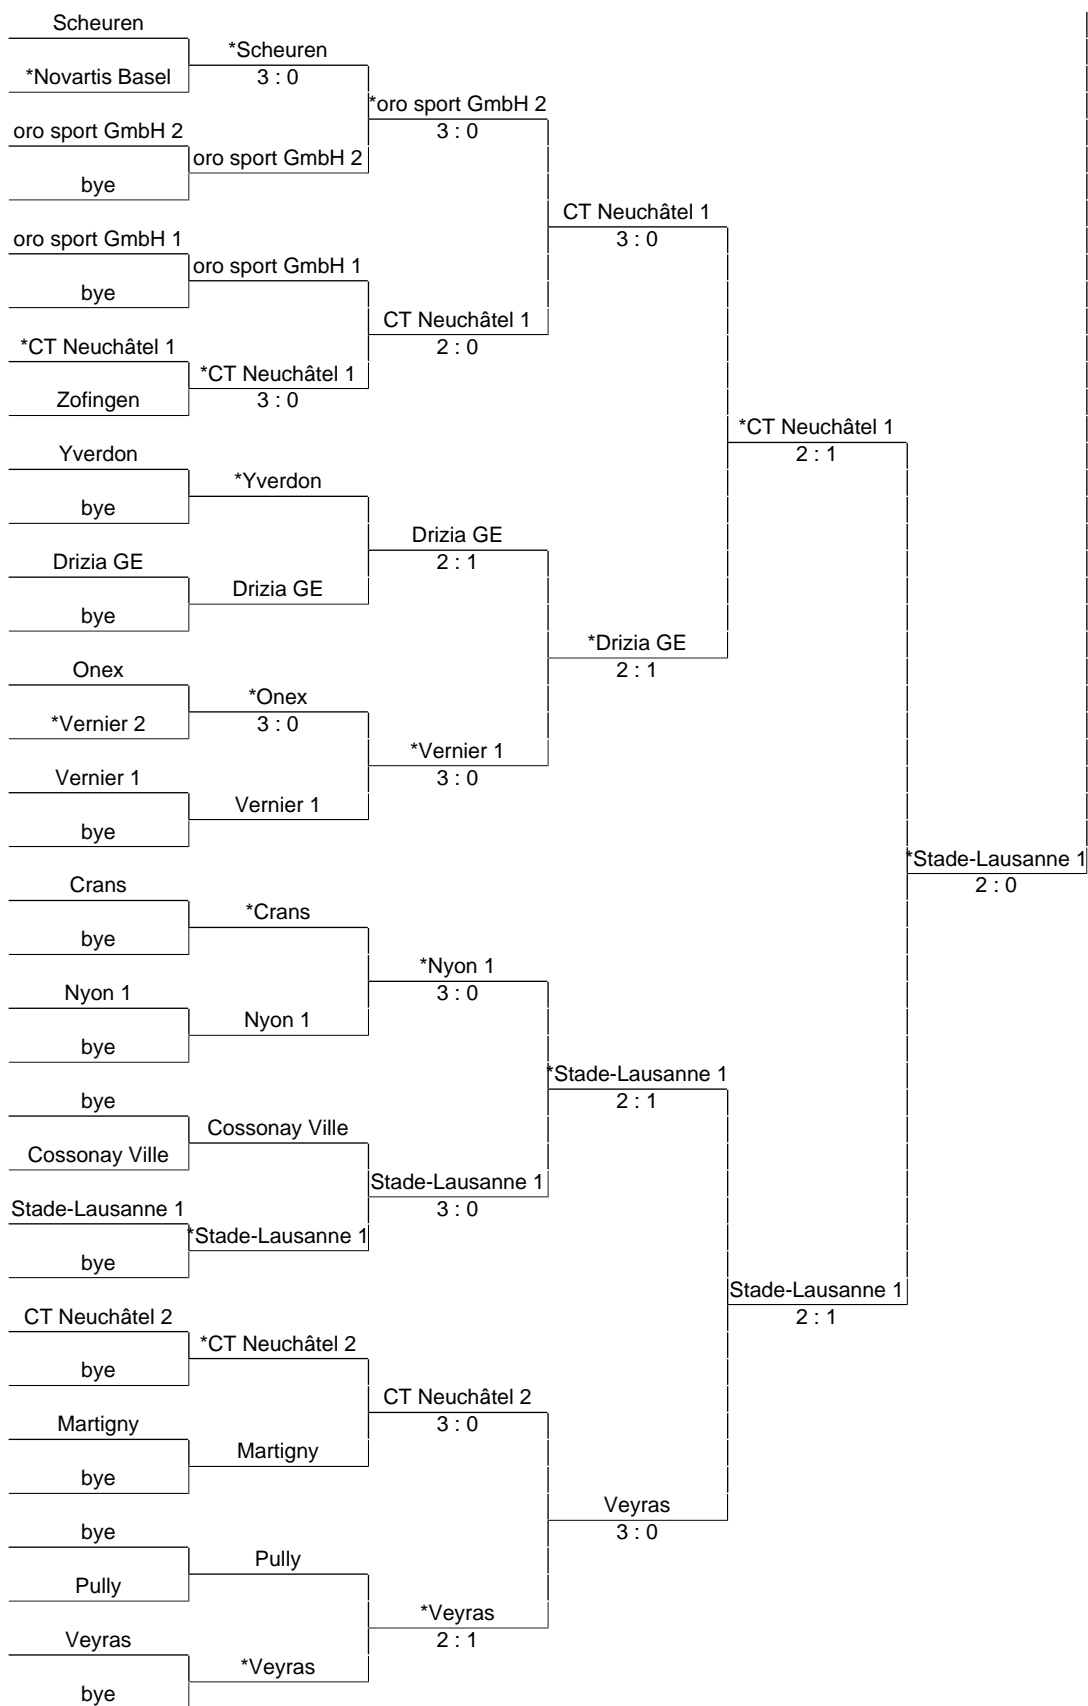 Scheuren
*Scheuren
*Novartis Basel
3 : 0
*oro sport GmbH 2
oro sport GmbH 2
3 : 0
oro sport GmbH 2
bye
CT Neuchâtel 1
oro sport GmbH 1
3 : 0
oro sport GmbH 1
bye
CT Neuchâtel 1
*CT Neuchâtel 1
2 : 0
*CT Neuchâtel 1
Zofingen
3 : 0
*CT Neuchâtel 1
Yverdon
2 : 1
*Yverdon
bye
Drizia GE
Drizia GE
2 : 1
Drizia GE
bye
*Drizia GE
Onex
2 : 1
*Onex
*Vernier 2
3 : 0
*Vernier 1
Vernier 1
3 : 0
Vernier 1
bye
*Stade-Lausanne 1
Crans
2 : 0
*Crans
bye
*Nyon 1
Nyon 1
3 : 0
Nyon 1
bye
*Stade-Lausanne 1
bye
2 : 1
Cossonay Ville
Cossonay Ville
Stade-Lausanne 1
Stade-Lausanne 1
3 : 0
*Stade-Lausanne 1
bye
Stade-Lausanne 1
CT Neuchâtel 2
2 : 1
*CT Neuchâtel 2
bye
CT Neuchâtel 2
Martigny
3 : 0
Martigny
bye
Veyras
bye
3 : 0
Pully
Pully
*Veyras
Veyras
2 : 1
*Veyras
bye